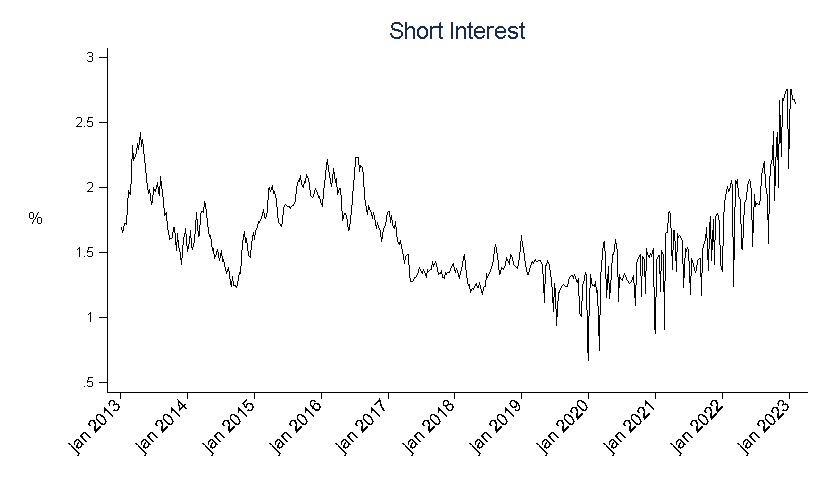 Short Interest
3
2.5
2
%
1.5
1
.5
jan 2013
jan 2014
jan 2015
jan 2016
jan 2017
jan 2018
jan 2019
jan 2020
jan 2021
jan 2022
jan 2023